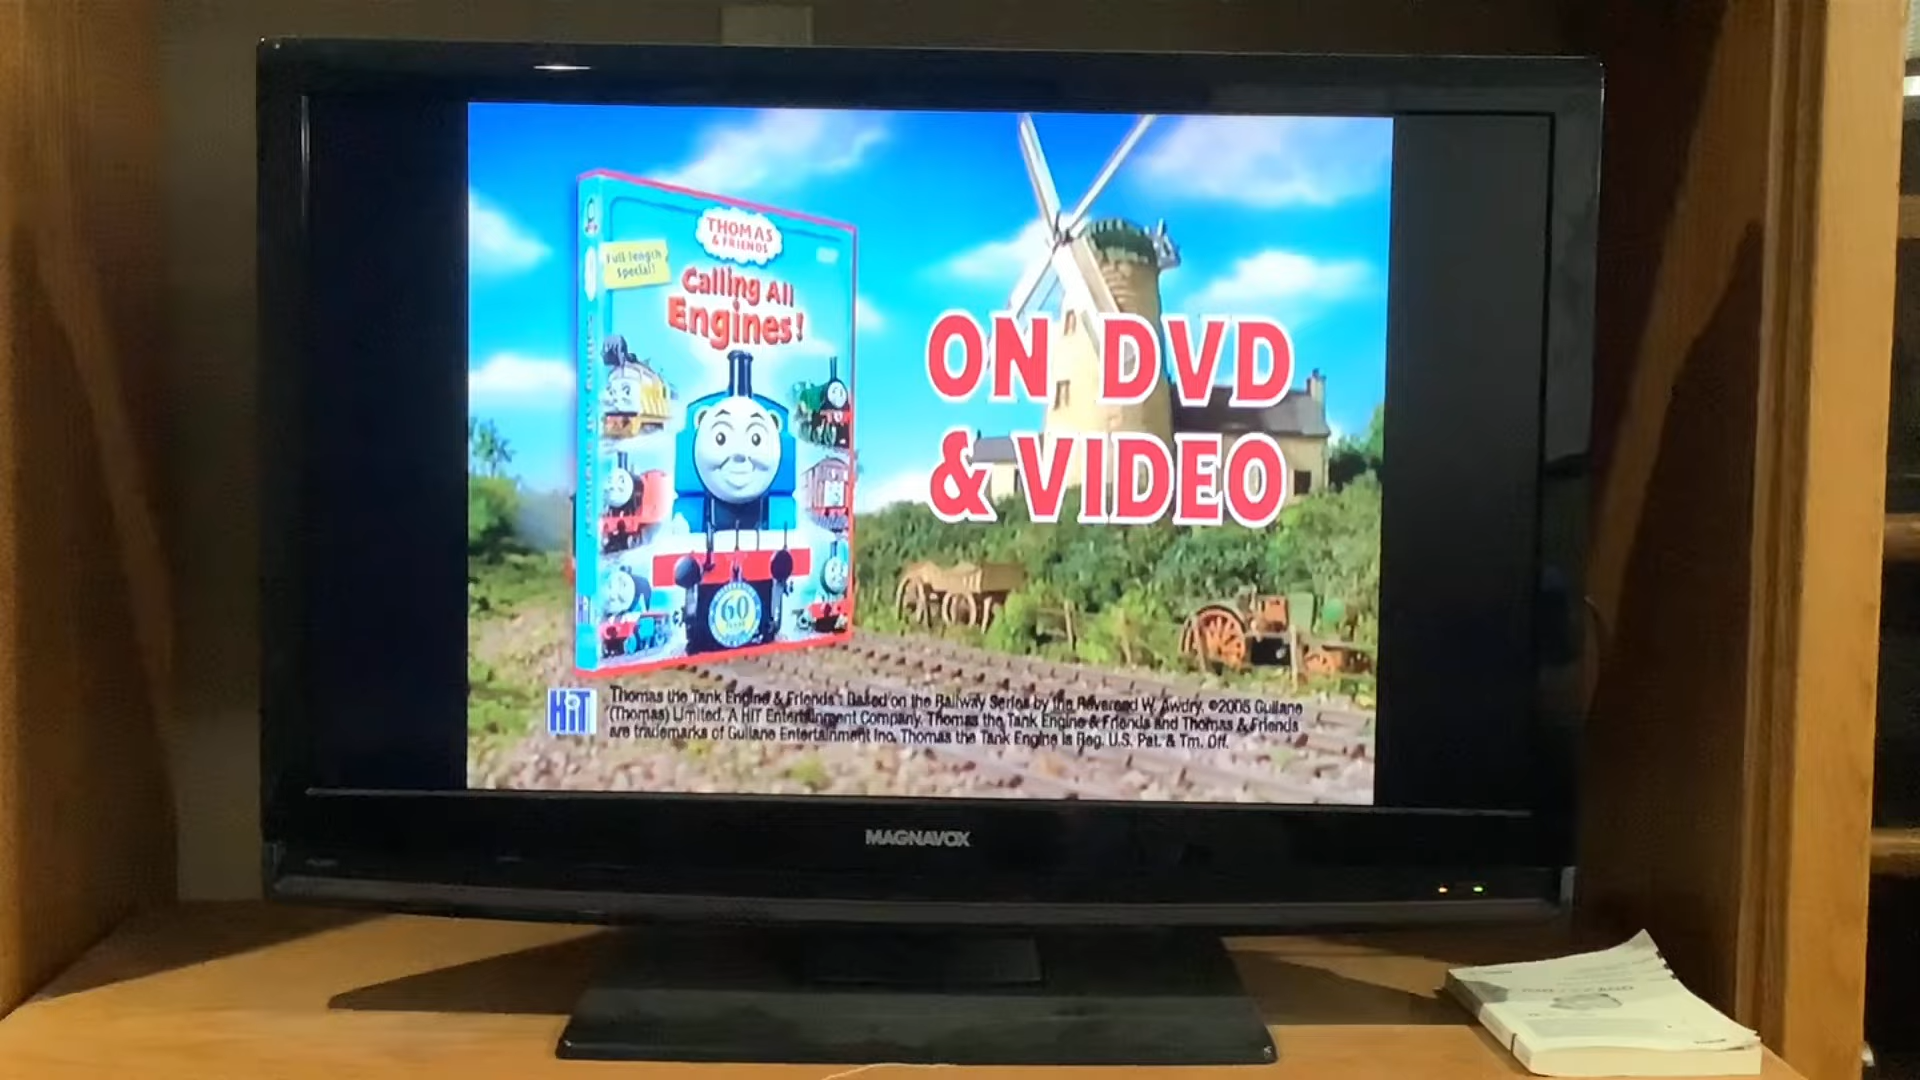 THOMAS
& FRIENDS
Full-length
Special!
Calling All
Engines!
ON DVD
& VIDEO
60
HiT
Thomas the Tank Engine & Friends Based on the Railway Series by the Reverend W. Awdry. ©2005 Gullane
(Thomas) Limited. A HIT Entertainment Company. Thomas the Tank Engine & Friends and Thomas & Friends
are trademarks of Gullane Entertainment Inc. Thomas the Tank Engine is Reg. U.S. Pat. & Tm. Off.
MAGNAVOX